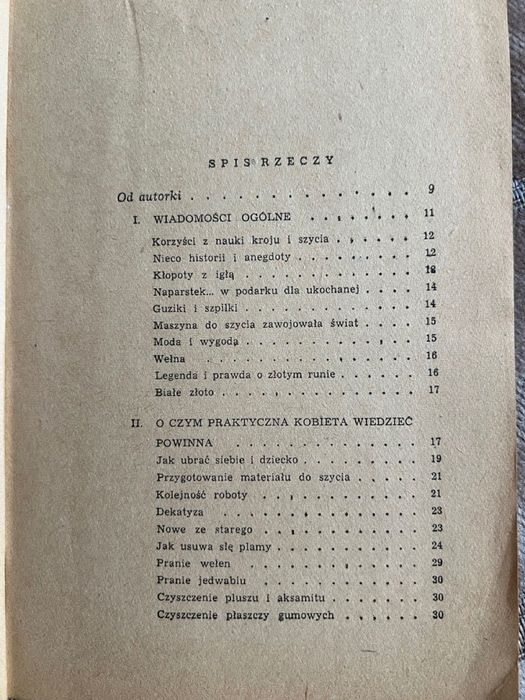 SPIS RZECZY
Od autorki . . . . . . . . . . . . . . 9
I. WIADOMOŚCI OGÓLNE . . . . . . . . 11
Korzyści z nauki kroju i szycia . . . . . . 12
Nieco historii i anegdoty . . . . . . . . 12
Kłopoty z igłą . . . . . . . . . . . 12
Naparstek... w podarku dla ukochanej . . . . 14
Guziki i szpilki . . . . . . . . . . . 14
Maszyna do szycia zawojowała świat . . . . 15
Moda i wygoda . . . . . . . . . . . 15
Wełna . . . . . . . . . . . . . 16
Legenda i prawda o złotym runie . . . . . 16
Białe złoto . . . . . . . . . . . . 17
II. O CZYM PRAKTYCZNA KOBIETA WIEDZIEĆ
POWINNA . . . . . . . . . . . . 17
Jak ubrać siebie i dziecko . . . . . . . . 19
Przygotowanie materiału do szycia . . . . . 21
Kolejność roboty . . . . . . . . . . 21
Dekatyza . . . . . . . . . . . . 23
Nowe ze starego . . . . . . . . . . 23
Jak usuwa się plamy . . . . . . . . . 24
Pranie wełen . . . . . . . . . . . 29
Pranie jedwabiu . . . . . . . . . . 30
Czyszczenie pluszu i aksamitu . . . . . . 30
Czyszczenie płaszczy gumowych . . . . . . 30